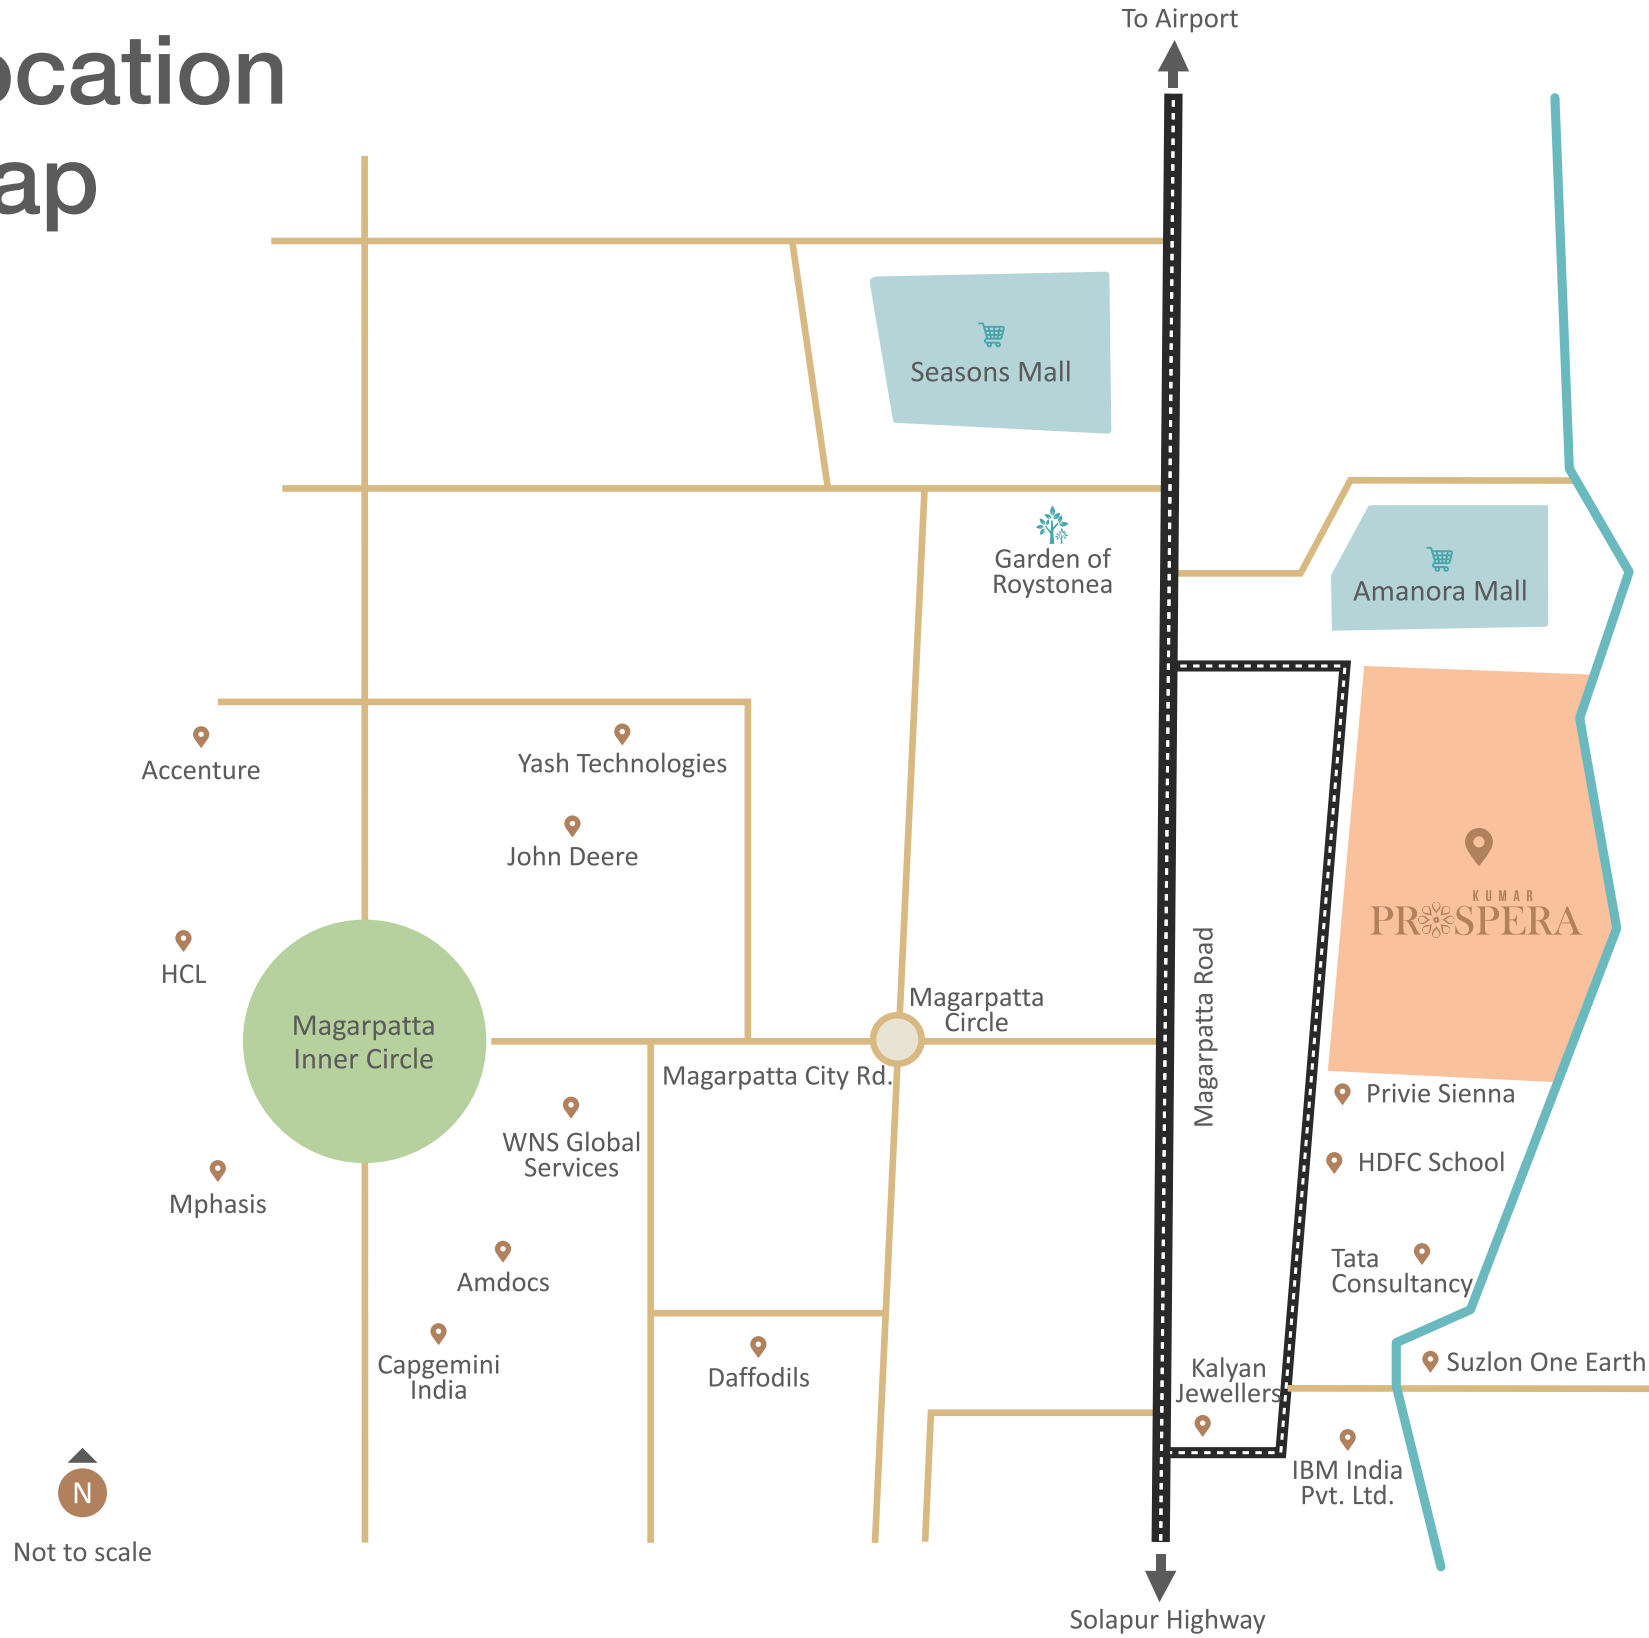 ocation
ap
To Airport
Seasons Mall
Garden of
Roystonea
Amanora Mall
Accenture
Yash Technologies
John Deere
HCL
KUMAR
PROSPERA
Magarpatta
Inner Circle
Magarpatta
Circle
Magarpatta City Rd.
Magarpatta Road
Privie Sienna
WNS Global
Services
HDFC School
Mphasis
Amdocs
Tata
Consultancy
Capgemini
India
Daffodils
Kalyan
Jewellers
Suzlon One Earth
IBM India
Pvt. Ltd.
N
Not to scale
Solapur Highway